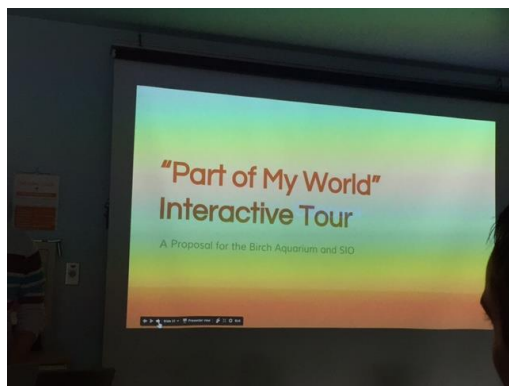 “Part of My World”
Interactive Tour
A Proposal for the Birch Aquarium and SIO